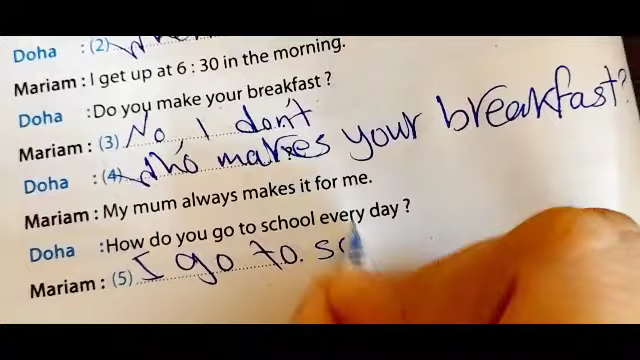 Doha : (2)
Mariam : I get up at 6 : 30 in the morning.
Doha : Do you make your breakfast ?
Mariam : (3) No, I don't
Doha : (4) Who makes your breakfast?
Mariam : My mum always makes it for me.
Doha : How do you go to school every day ?
Mariam : (5) I go to sc